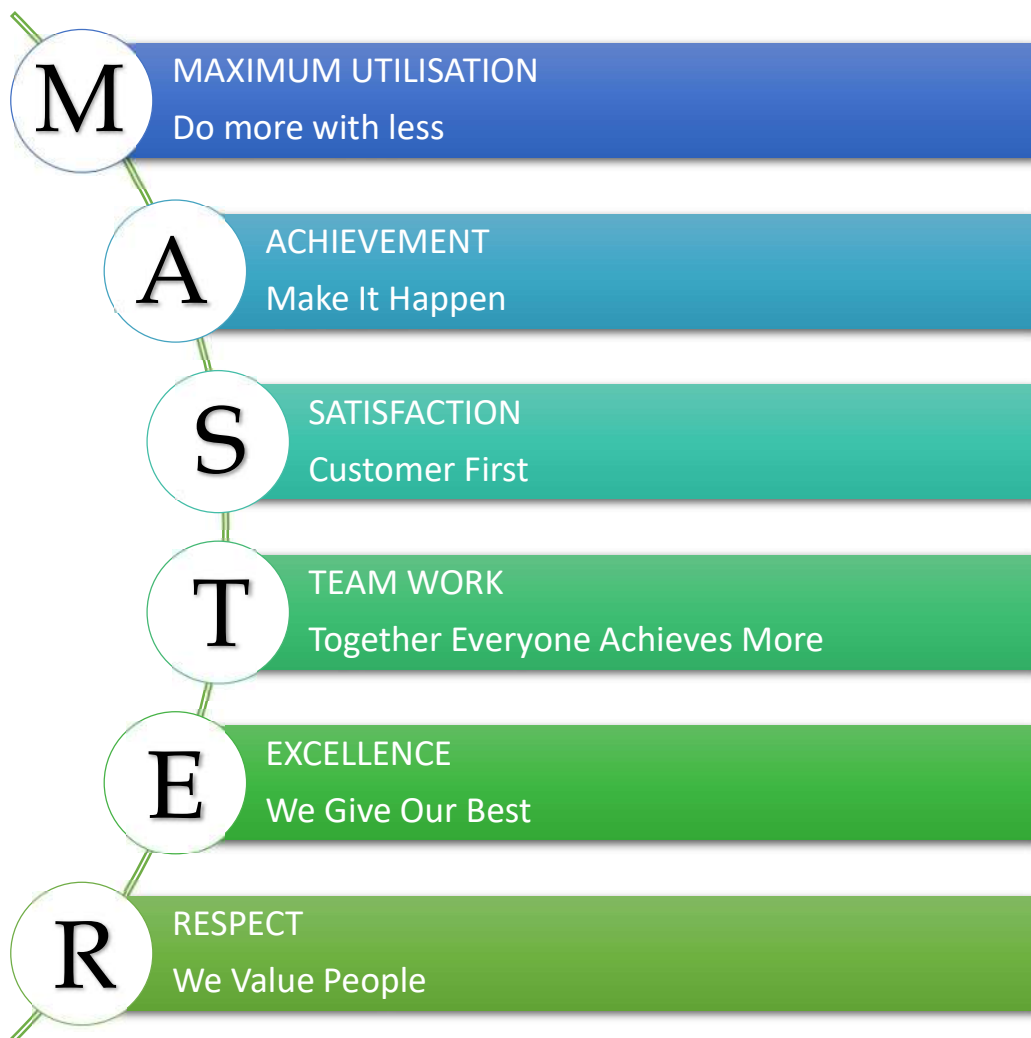 M
MAXIMUM UTILISATION
Do more with less
A
ACHIEVEMENT
Make It Happen
S
SATISFACTION
Customer First
T
TEAM WORK
Together Everyone Achieves More
E
EXCELLENCE
We Give Our Best
R
RESPECT
We Value People